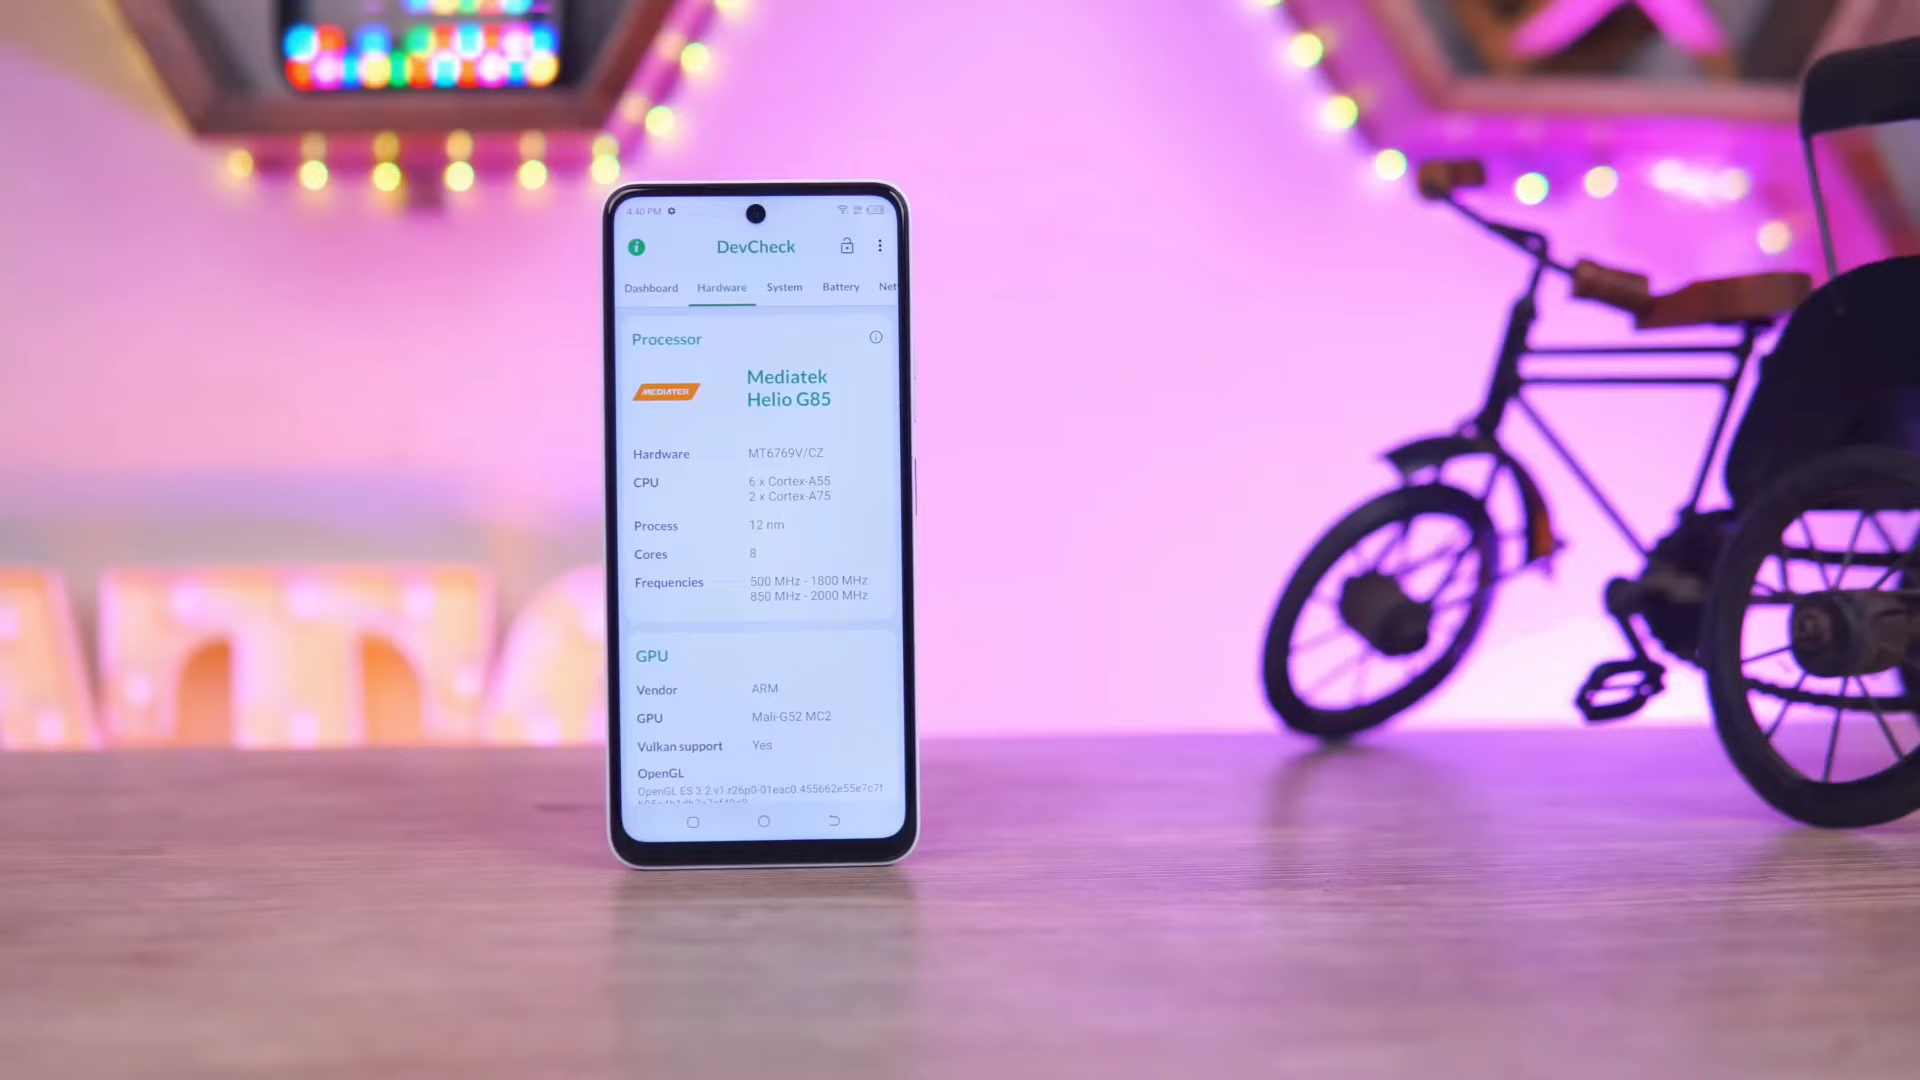 4:40 PM
DevCheck
Dashboard Hardware System Battery Net
Processor
MEDIATEK
Mediatek
Helio G85
Hardware MT6769V/CZ
CPU 6 x Cortex-A55
2 x Cortex-A75
Process 12 nm
Cores 8
Frequencies 500 MHz - 1800 MHz
850 MHz - 2000 MHz
GPU
Vendor ARM
GPU Mali-G52 MC2
Vulkan support Yes
OpenGL
OpenGL ES 3.2 v1.r26p0-01eac0.455662e55e7c7f